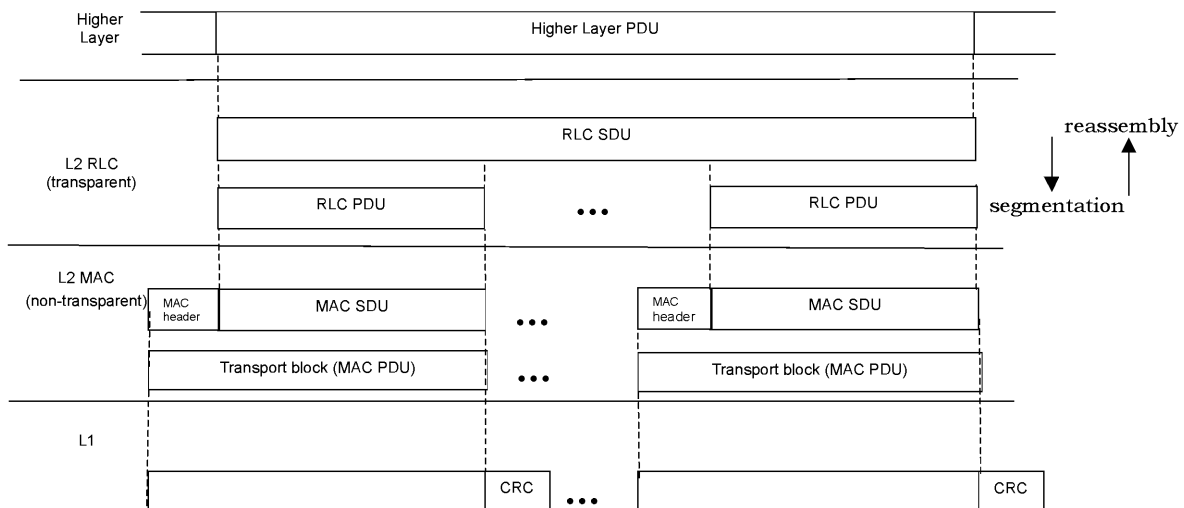 Higher
Layer
Higher Layer PDU
RLC SDU
reassembly
L2 RLC
(transparent)
RLC PDU
•••
RLC PDU
segmentation
L2 MAC
(non-transparent)
MAC
header
MAC SDU
•••
MAC
header
MAC SDU
Transport block (MAC PDU)
•••
Transport block (MAC PDU)
L1
CRC
•••
CRC